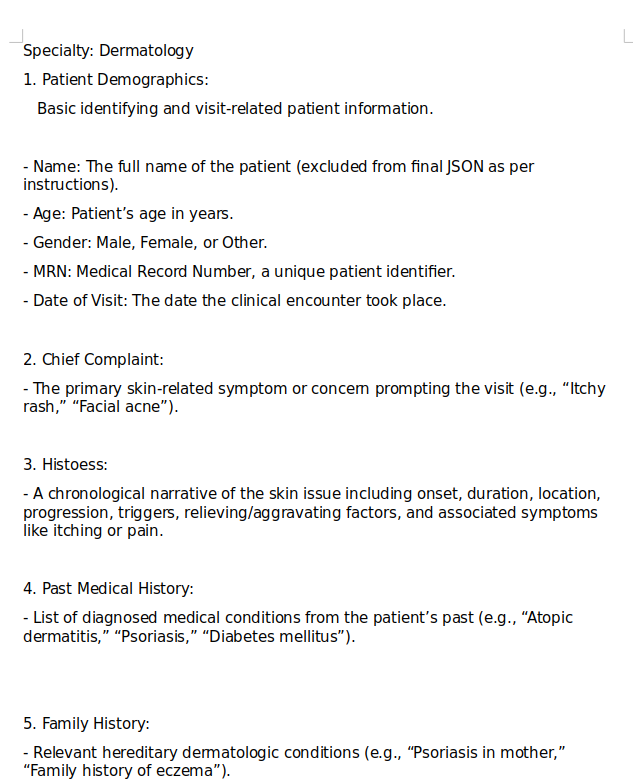 Specialty: Dermatology
1. Patient Demographics:
Basic identifying and visit-related patient information.
- Name: The full name of the patient (excluded from final JSON as per
instructions).
- Age: Patient’s age in years.
- Gender: Male, Female, or Other.
- MRN: Medical Record Number, a unique patient identifier.
- Date of Visit: The date the clinical encounter took place.
2. Chief Complaint:
- The primary skin-related symptom or concern prompting the visit (e.g., “Itchy
rash,” “Facial acne”).
3. Histoess:
- A chronological narrative of the skin issue including onset, duration, location,
progression, triggers, relieving/aggravating factors, and associated symptoms
like itching or pain.
4. Past Medical History:
- List of diagnosed medical conditions from the patient’s past (e.g., “Atopic
dermatitis,” “Psoriasis,” “Diabetes mellitus”).
5. Family History:
- Relevant hereditary dermatologic conditions (e.g., “Psoriasis in mother,”
“Family history of eczema”).